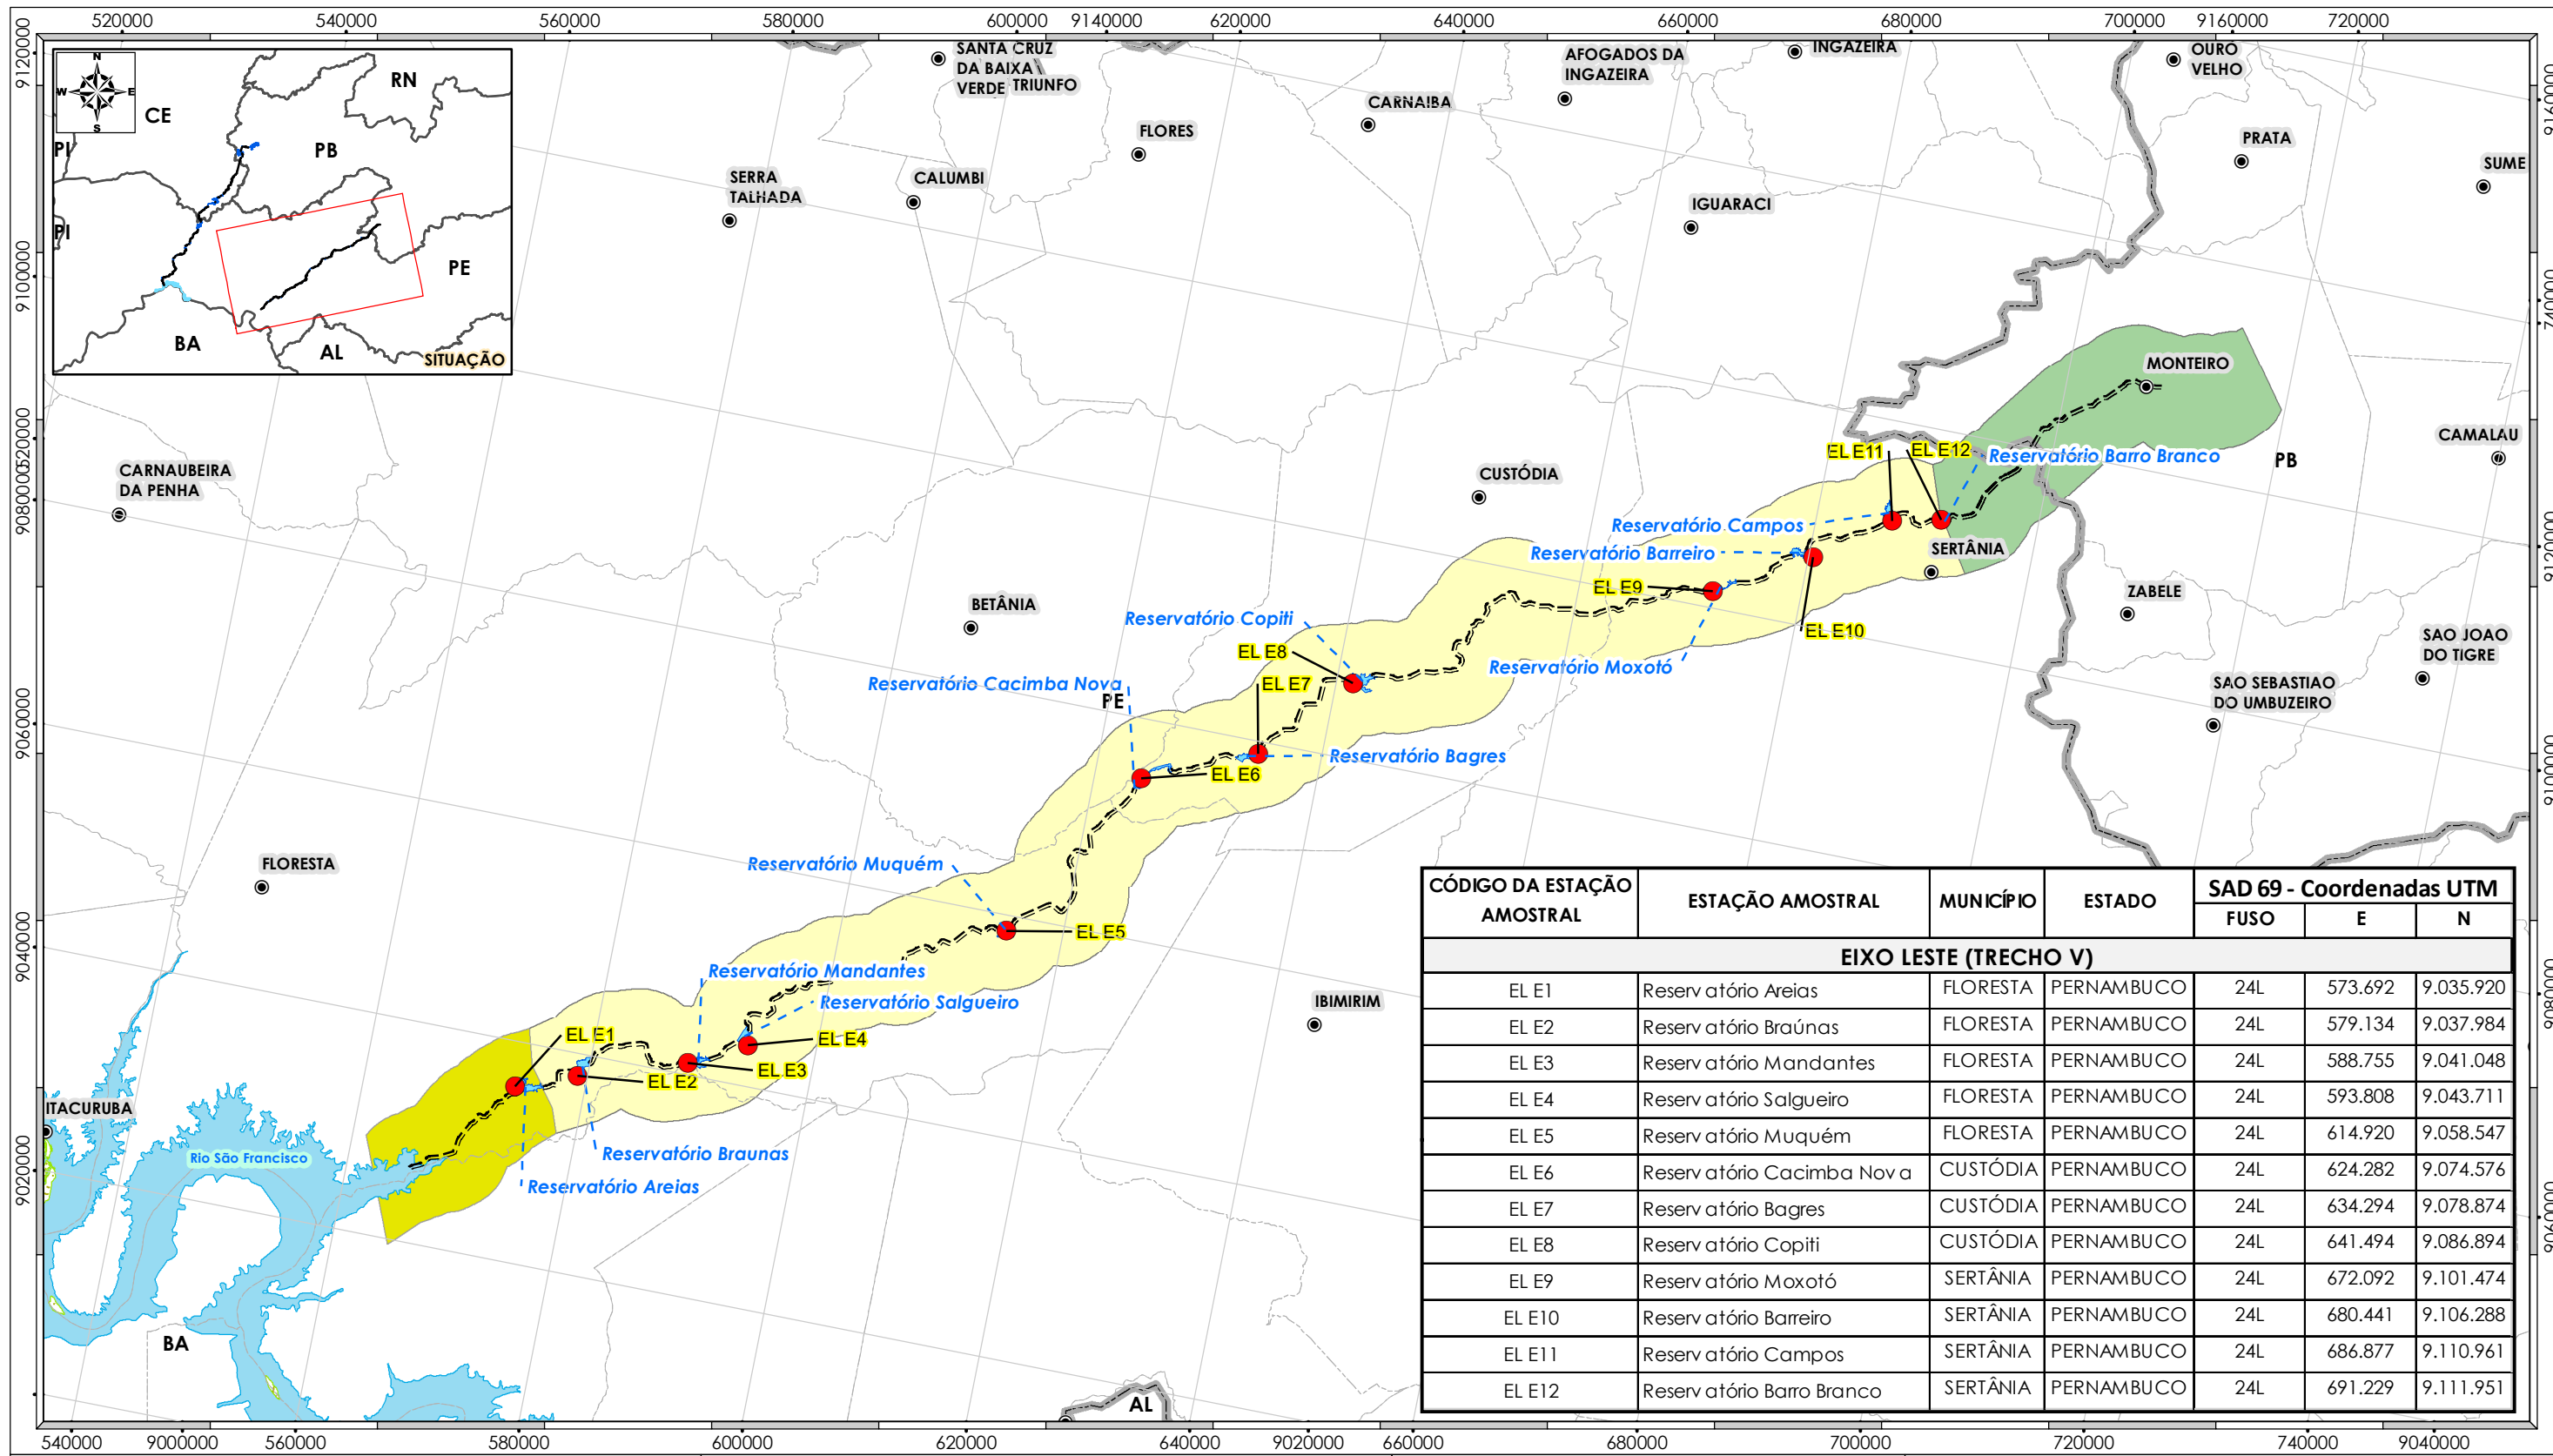 520000 540000 560000 580000 600000 9140000 620000 640000 660000 680000 700000 9160000 720000
9120000
9100000
9080000
9060000
9040000
9020000
9160000
7400000
9120000
9100000
9080000
9060000
N
W E
S
CE
RN
PI
PB
PI
PE
BA
AL
SITUAÇÃO
SANTA CRUZ
DA BAIXA
VERDE
TRIUNFO
AFOGADOS DA
INGAZEIRA
INGAZEIRA
OURO
VELHO
CARNAIBA
FLORES
PRATA
SUME
SERRA
TALHADA
CALUMBI
IGUARACI
MONTEIRO
CAMALAU
PB
CARNAUBEIRA
DA PENHA
CUSTÓDIA
EL E11
EL E12
Reservatório Barro Branco
Reservatório Campos
Reservatório Barreiro
SERTÂNIA
EL E9
EL E10
ZABELE
BETÂNIA
Reservatório Copiti
EL E8
Reservatório Moxotó
SAO JOAO
DO TIGRE
SAO SEBASTIAO
DO UMBUZEIRO
Reservatório Cacimba Nova
PE
EL E7
Reservatório Bagres
EL E6
FLORESTA
Reservatório Muquém
EL E5
Reservatório Mandantes
Reservatório Salgueiro
IBIMIRIM
EL E1
EL E4
EL E3
EL E2
ITACURUBA
Rio São Francisco
Reservatório Braunas
Reservatório Areias
BA
AL
CÓDIGO DA ESTAÇÃO AMOSTRAL ESTAÇÃO AMOSTRAL MUNICÍPIO ESTADO SAD 69 - Coordenadas UTM
FUSO E N
EIXO LESTE (TRECHO V)
EL E1 Reservatório Areias FLORESTA PERNAMBUCO 24L 573.692 9.035.920
EL E2 Reservatório Braúnas FLORESTA PERNAMBUCO 24L 579.134 9.037.984
EL E3 Reservatório Mandantes FLORESTA PERNAMBUCO 24L 588.755 9.041.048
EL E4 Reservatório Salgueiro FLORESTA PERNAMBUCO 24L 593.808 9.043.711
EL E5 Reservatório Muquém FLORESTA PERNAMBUCO 24L 614.920 9.058.547
EL E6 Reservatório Cacimba Nova CUSTÓDIA PERNAMBUCO 24L 624.282 9.074.576
EL E7 Reservatório Bagres CUSTÓDIA PERNAMBUCO 24L 634.294 9.078.874
EL E8 Reservatório Copiti CUSTÓDIA PERNAMBUCO 24L 641.494 9.086.894
EL E9 Reservatório Moxotó SERTÂNIA PERNAMBUCO 24L 672.092 9.101.474
EL E10 Reservatório Barreiro SERTÂNIA PERNAMBUCO 24L 680.441 9.106.288
EL E11 Reservatório Campos SERTÂNIA PERNAMBUCO 24L 686.877 9.110.961
EL E12 Reservatório Barro Branco SERTÂNIA PERNAMBUCO 24L 691.229 9.111.951
540000 9000000 560000 580000 600000 620000 640000 9020000 660000 680000 700000 720000 7400000 9040000